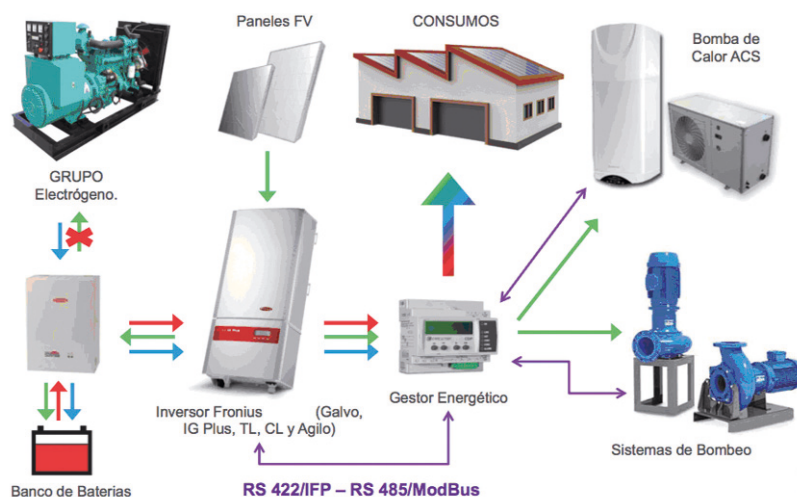 Paneles FV
CONSUMOS
Bomba de
Calor ACS
GRUPO
Electrógeno.
Inversor Fronius (Galvo,
IG Plus, TL, CL y Agilo)
Gestor Energético
Sistemas de Bombeo
Banco de Baterias
RS 422/IFP – RS 485/ModBus